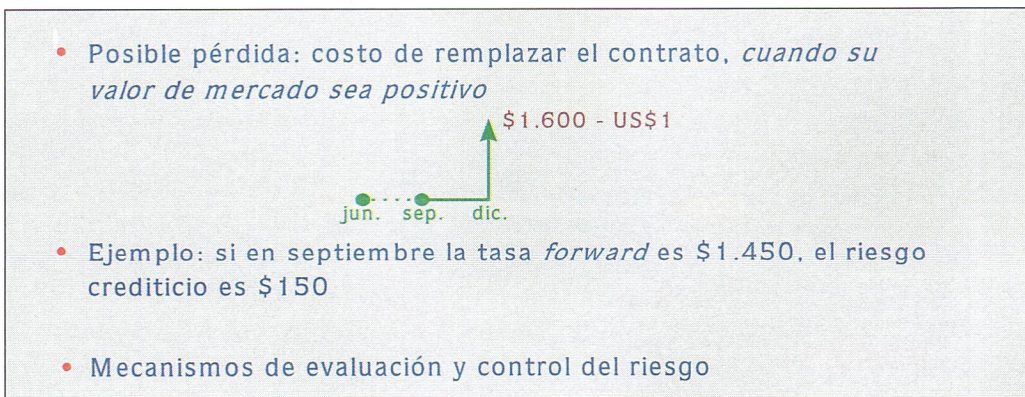 • Posible pérdida: costo de remplazar el contrato, cuando su
valor de mercado sea positivo
$1.600 - US$1
jun. sep. dic.
• Ejemplo: si en septiembre la tasa forward es $1.450, el riesgo
crediticio es $150
• Mecanismos de evaluación y control del riesgo